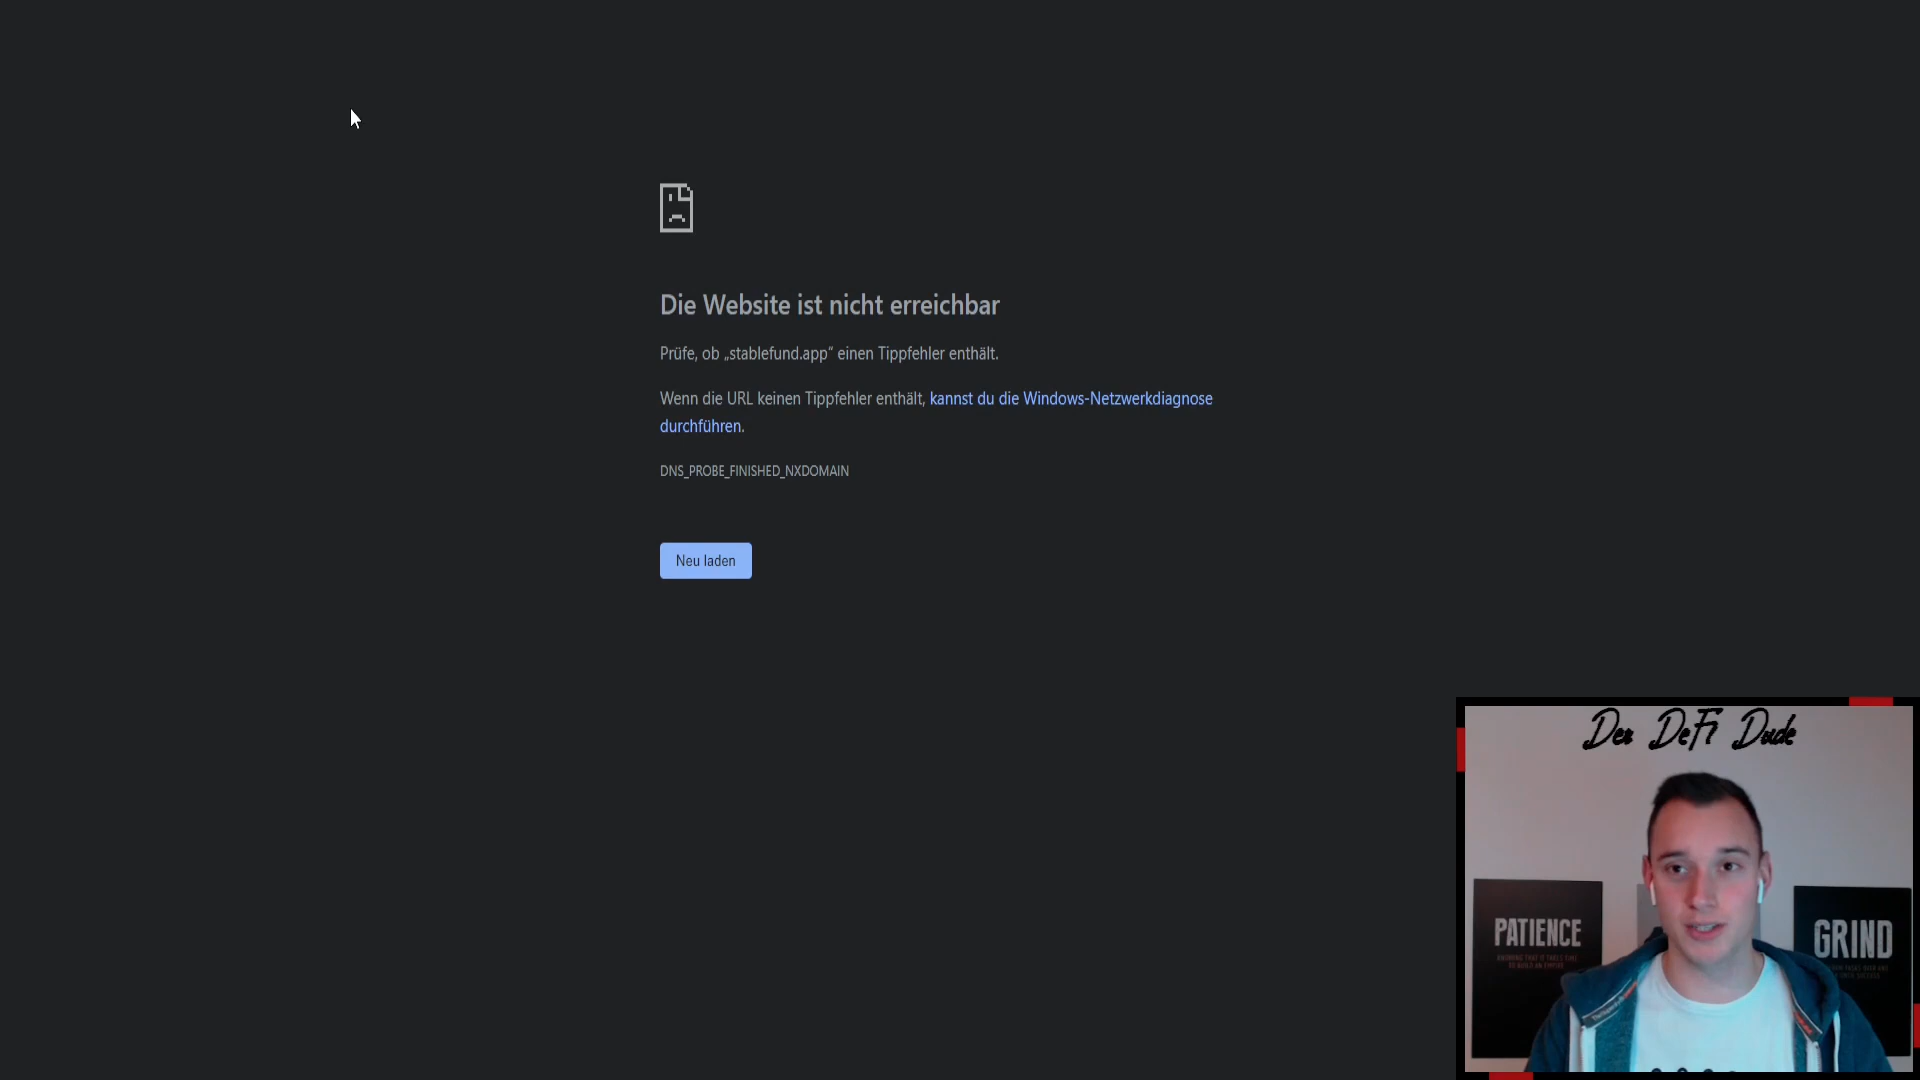 Die Website ist nicht erreichbar
Prüfe, ob „stablefund.app“ einen Tippfehler enthält.
Wenn die URL keinen Tippfehler enthält, kannst du die Windows-Netzwerkdiagnose
durchführen.
DNS_PROBE_FINISHED_NXDOMAIN
Neu laden
Der DeFi Dude
PATIENCE
GRIND